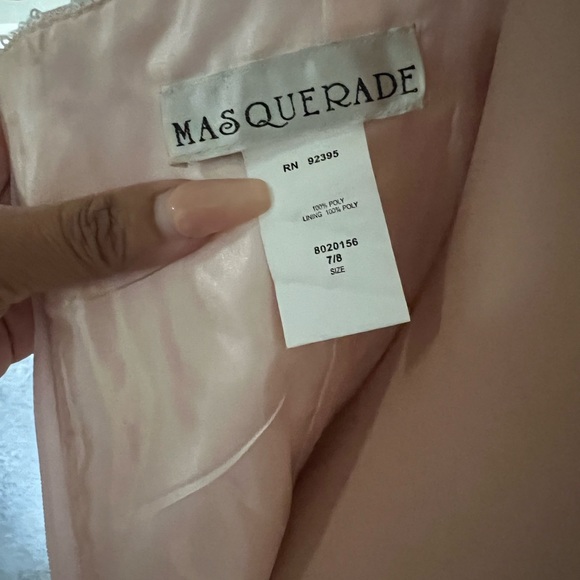 MASQUERADE
RN 92395
100% POLY
LINING 100% POLY
8020156
7/8
SIZE